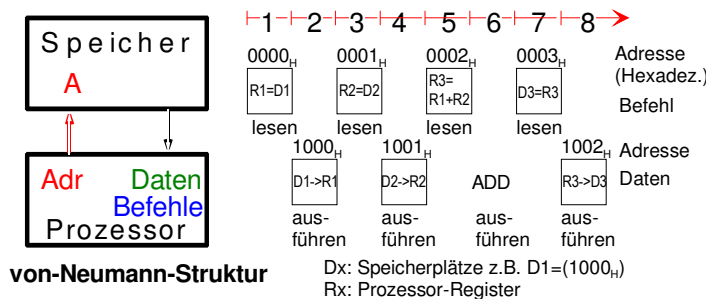 1 2 3 4 5 6 7 8
Speicher
A
Adr Daten
Befehle
Prozessor
von-Neumann-Struktur
0000H 0001H 0002H 0003H Adresse
(Hexadez.)
R1=D1 R2=D2 R3=
R1+R2 D3=R3 Befehl
lesen lesen lesen lesen
1000H 1001H 1002H Adresse
D1->R1 D2->R2 ADD R3->D3 Daten
aus- aus- aus- aus-
führen führen führen führen
Dx: Speicherplätze z.B. D1=(1000H)
Rx: Prozessor-Register